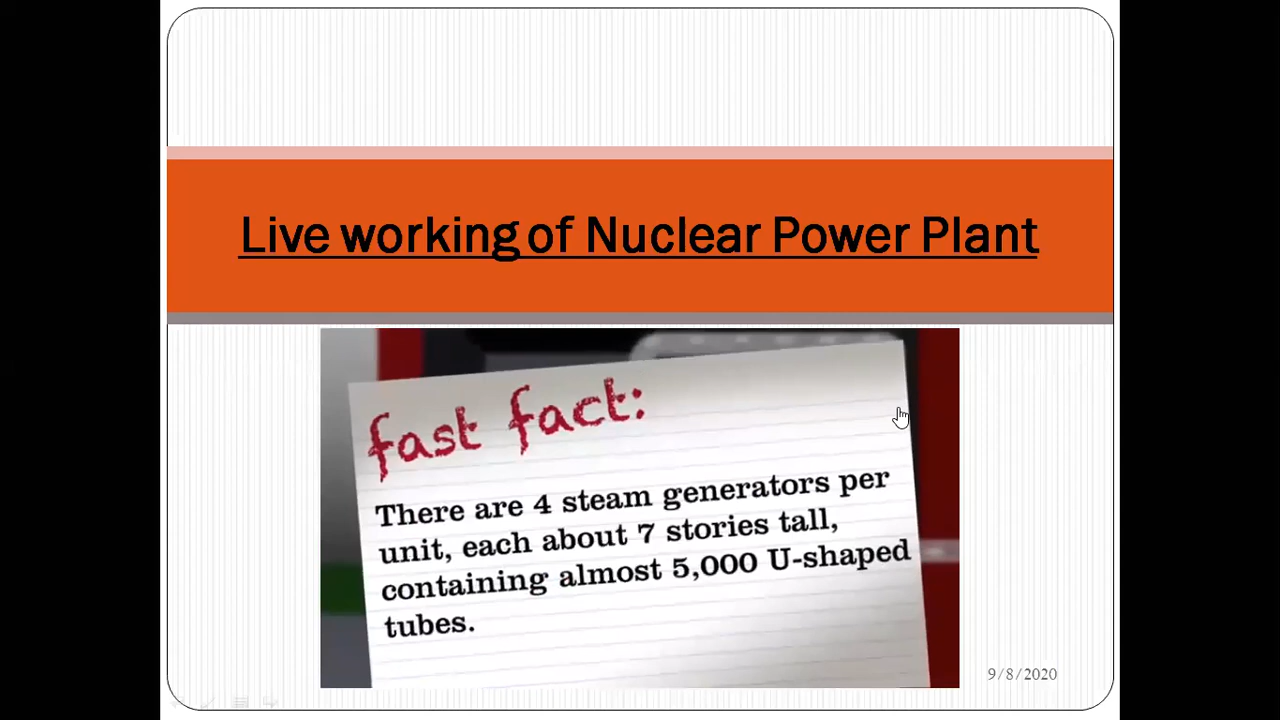 Live working of Nuclear Power Plant
fast fact:
There are 4 steam generators per
unit, each about 7 stories tall,
containing almost 5,000 U-shaped
tubes.
9/8/2020